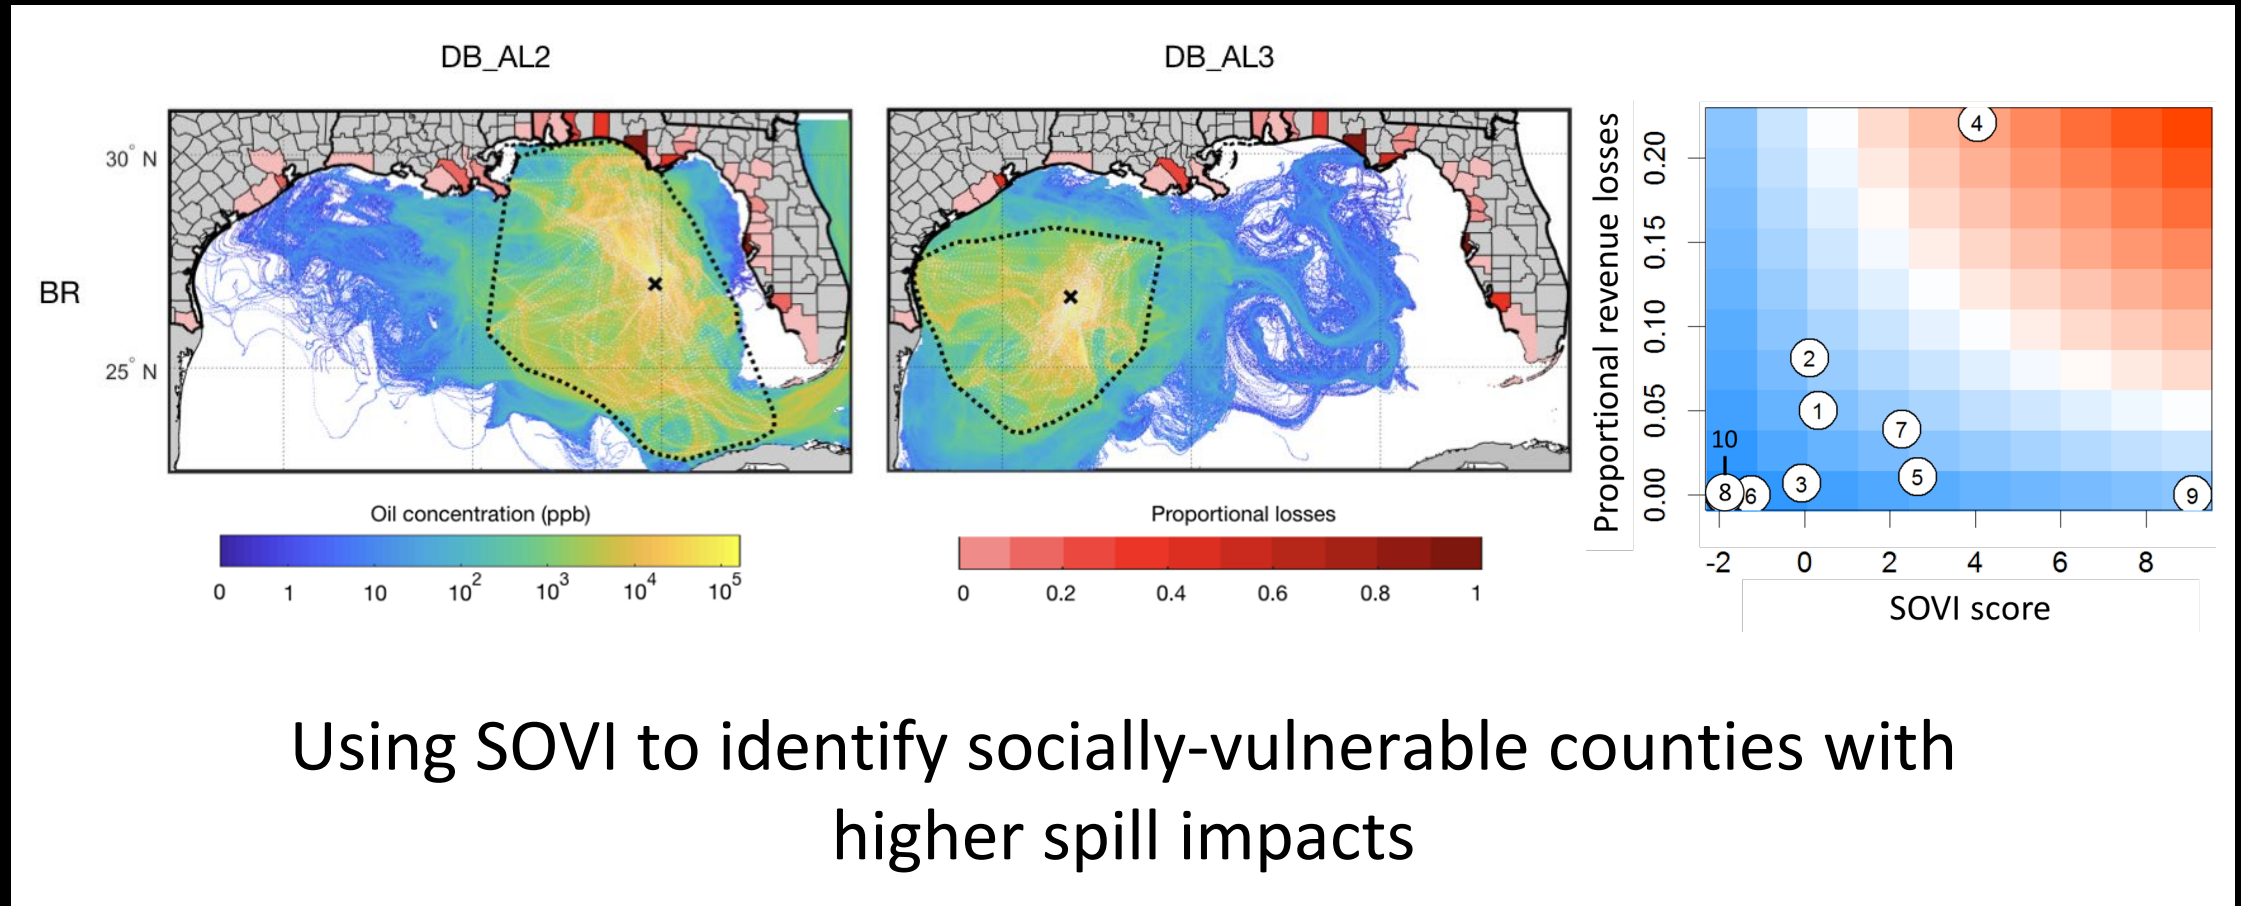 DB_AL2
DB_AL3
BR
30° N
25° N
Oil concentration (ppb)
0 1 10 10² 10³ 10⁴ 10⁵
Proportional losses
0 0.2 0.4 0.6 0.8 1
Proportional revenue losses
0.20
0.15
0.10
0.05
0.00
4
2
1
7
10
5
3
8
6
9
-2 0 2 4 6 8
SOVI score
Using SOVI to identify socially-vulnerable counties with
higher spill impacts